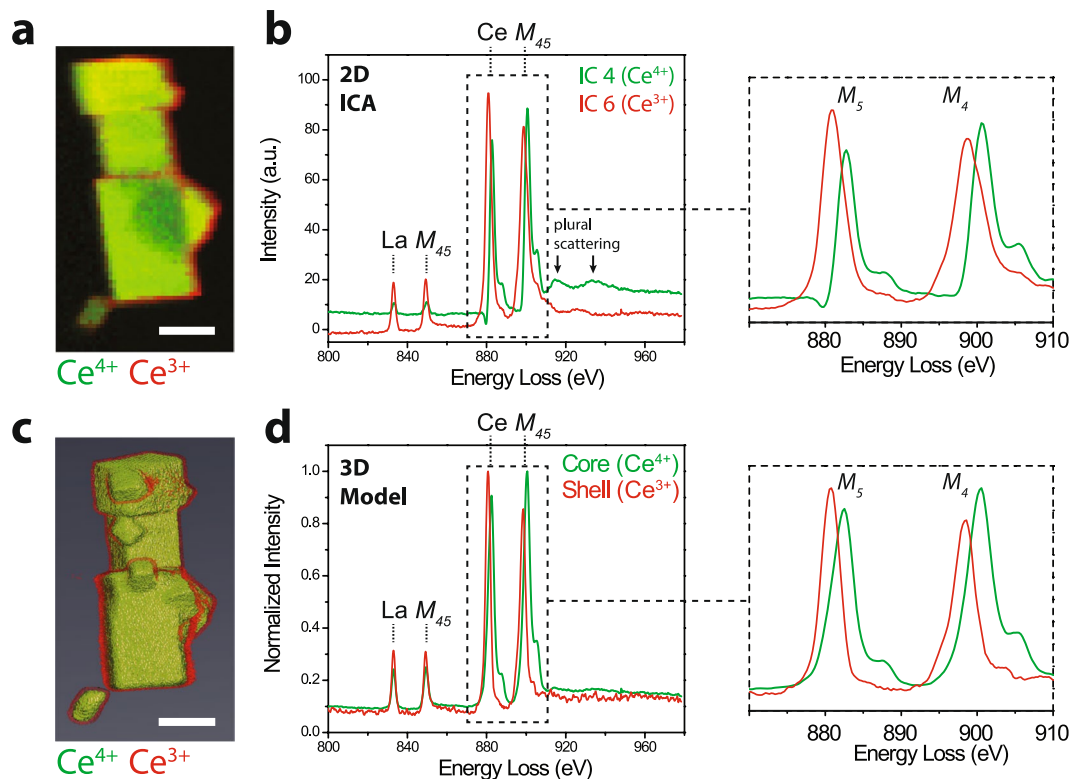 a
Ce⁴⁺ Ce³⁺
b
Ce M₄₅
2D
ICA
IC 4 (Ce⁴⁺)
IC 6 (Ce³⁺)
La M₄₅
plural
scattering
Intensity (a.u.)
100
80
60
40
20
0
800 840 880 920 960
Energy Loss (eV)
M₅ M₄
880 890 900 910
Energy Loss (eV)
c
Ce⁴⁺ Ce³⁺
d
Ce M₄₅
3D
Model
Core (Ce⁴⁺)
Shell (Ce³⁺)
La M₄₅
Normalized Intensity
1.0
0.8
0.6
0.4
0.2
0.0
800 840 880 920 960
Energy Loss (eV)
M₅ M₄
880 890 900 910
Energy Loss (eV)